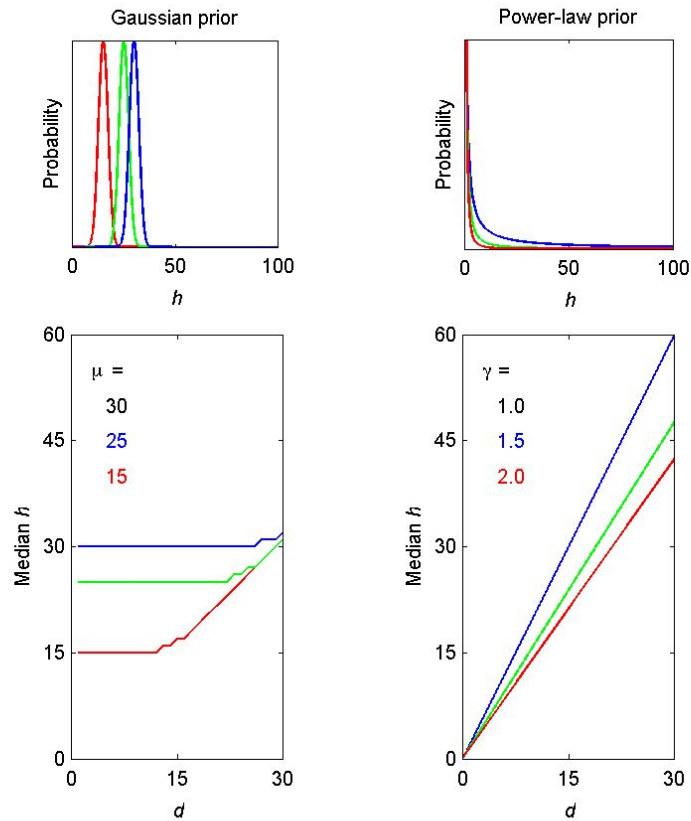 Gaussian prior
Power-law prior
Probability
Probability
0 50 100
0 50 100
h
h
60
45
30
15
0
Median h
μ =
30
25
15
0 15 30
d
60
45
30
15
0
Median h
γ =
1.0
1.5
2.0
0 15 30
d